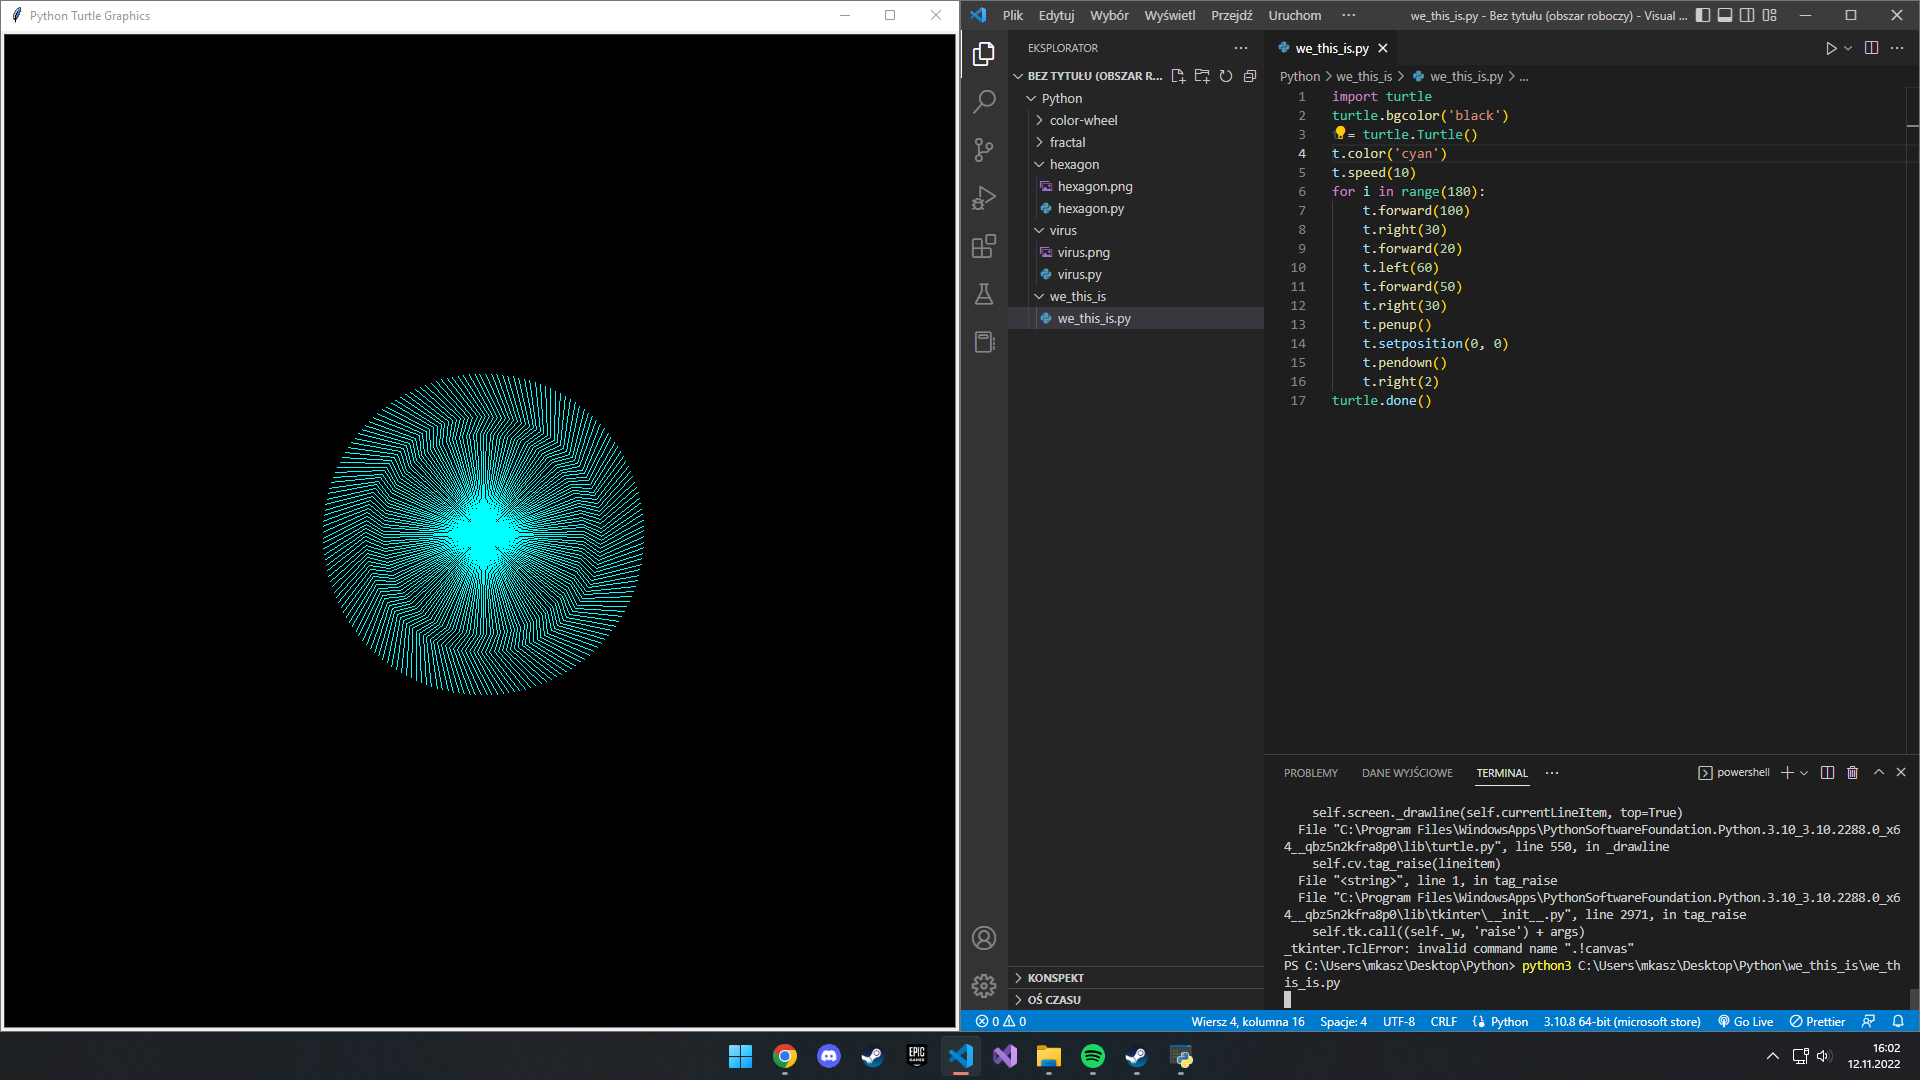 Python Turtle Graphics
Plik Edytuj Wybór Wyświetl Przejdź Uruchom ··· we_this_is.py - Bez tytułu (obszar roboczy) - Visual ...
EKSPLORATOR
BEZ TYTUŁU (OBSZAR R...
Python
color-wheel
fractal
hexagon
hexagon.png
hexagon.py
virus
virus.png
virus.py
we_this_is
we_this_is.py
KONSPEKT
OŚ CZASU
we_this_is.py
Python > we_this_is > we_this_is.py > ...
1 import turtle
2 turtle.bgcolor('black')
3 = turtle.Turtle()
4 t.color('cyan')
5 t.speed(10)
6 for i in range(180):
7 t.forward(100)
8 t.right(30)
9 t.forward(20)
10 t.left(60)
11 t.forward(50)
12 t.right(30)
13 t.penup()
14 t.setposition(0, 0)
15 t.pendown()
16 t.right(2)
17 turtle.done()
PROBLEMY DANE WYJŚCIOWE TERMINAL ··· powershell
self.screen._drawline(self.currentLineItem, top=True)
File "C:\Program Files\WindowsApps\PythonSoftwareFoundation.Python.3.10_3.10.2288.0_x6
4__qbz5n2kfra8p0\lib\turtle.py", line 550, in _drawline
self.cv.tag_raise(lineitem)
File "<string>", line 1, in tag_raise
File "C:\Program Files\WindowsApps\PythonSoftwareFoundation.Python.3.10_3.10.2288.0_x6
4__qbz5n2kfra8p0\lib\tkinter\__init__.py", line 2971, in tag_raise
self.tk.call((self._w, 'raise') + args)
_tkinter.TclError: invalid command name ".!canvas"
PS C:\Users\mkasz\Desktop\Python> python3 C:\Users\mkasz\Desktop\Python\we_this_is\we_th
is_is.py
0 0 Wiersz 4, kolumna 16 Spacje: 4 UTF-8 CRLF Python 3.10.8 64-bit (microsoft store) Go Live Prettier
EPIC GAMES
16:02
12.11.2022